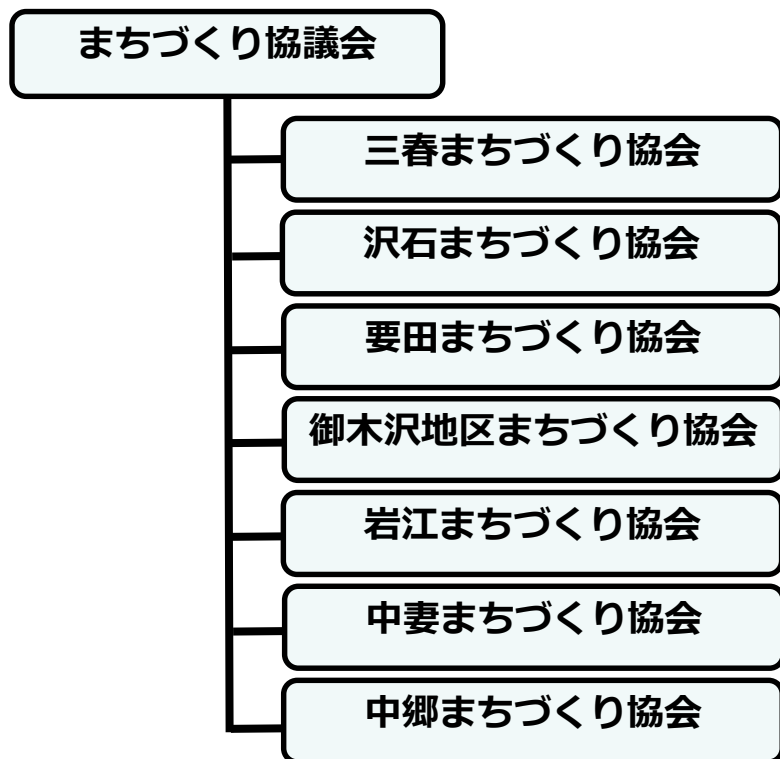 まちづくり協議会
三春まちづくり協会
沢石まちづくり協会
要田まちづくり協会
御木沢地区まちづくり協会
岩江まちづくり協会
中妻まちづくり協会
中郷まちづくり協会